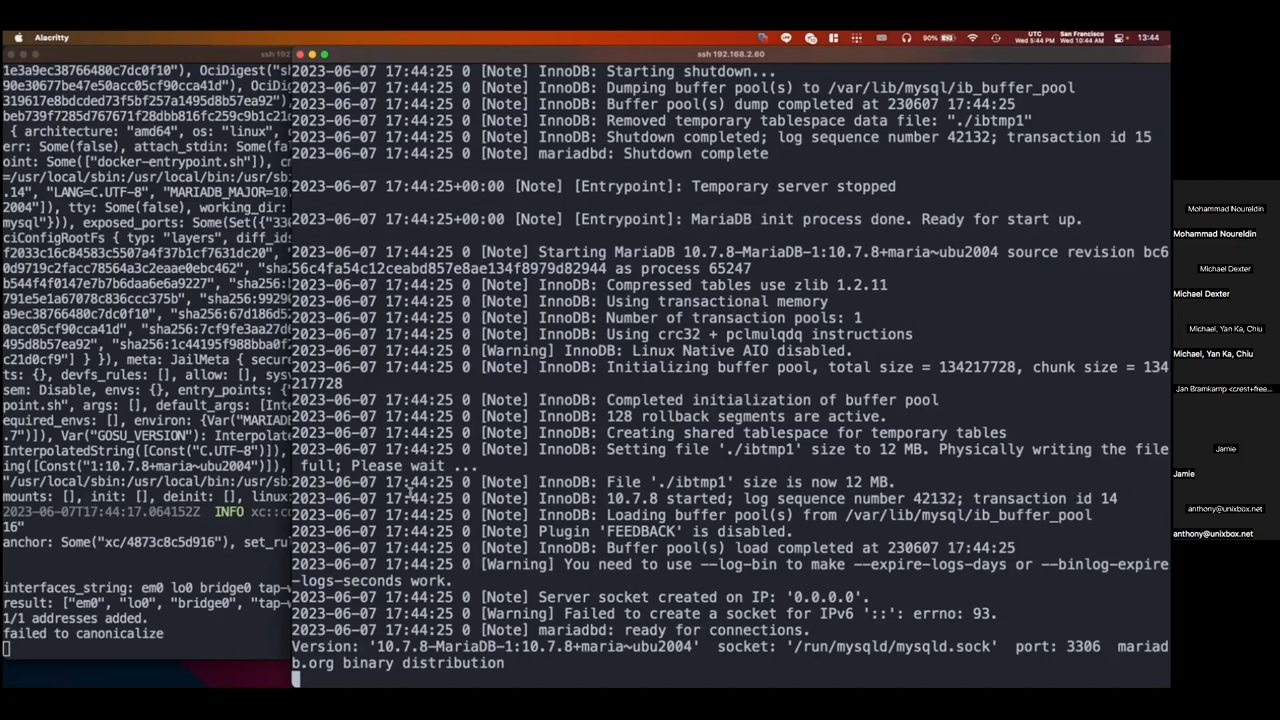 Alacritty
90%
UTC
Wed 5:44 PM
San Francisco
Wed 10:44 AM
13:44
ssh 192
1e3a9ec38766480c7dc0f10"), OciDigest("sh
90e30677be47e50acc05cf90cca41d")
319617e8bdcded73f5bf257a1495d8b57ea92")
beb739f7285d767671f28dbb816fc259c9b1c21
{ architecture: "amd64", os: "linux",
err: Some(false), attach_stdin: Some(f
point: Some(["docker-entrypoint.sh"]), c
=/usr/local/sbin:/usr/local/bin:/usr/sbi
.14", "LANG=C.UTF-8", "MARIADB_MAJOR=10.
2004"]), tty: Some(false), working_dir:
mysql"})), exposed_ports: Some(Set({"33
ciConfigRootFs { typ: "layers", diff_ids
f2033c16c84583c5507a4f37b1cf7631dc20",
0d9719c2facc78564a3c2eaae0ebc462", "sha2
b544f4f0147e7b7b6daa6e6a9227", "sha256:3
791e5e1a67078c836ccc375b", "sha256:99290
a9ec38766480c7dc0f10", "sha256:67d186d52
0acc05cf90cca41d", "sha256:7cf9fe3aa27d
6f3a7d11", "sha256:1c44195f988bba0f
c21d0cf9"] } }), meta: JailMeta { secure
ts: {}, devfs_rules: [], allow: [], sysv
sem: Disable, envs: {}, entry_points: {
point.sh", args: [], default_args: [Inte
equired_envs: [], environ: {Var("MARIAD
.7")]), Var("GOSU_VERSION"): Interpolate
InterpolatedString([Const("C.UTF-8")]),
ing([Const("1:10.7.8+maria~ubu2004")]),
"/usr/local/sbin:/usr/local/bin:/usr/sbi
mounts: [], init: [], deinit: [], linux:
2023-06-07T17:44:17.064152Z INFO xc::co
16"
anchor: Some("xc/4873c8c5d916"), set_rul
interfaces_string: em0 lo0 bridge0 tap-w
result: ["em0", "lo0", "bridge0", "tap-w
1/1 addresses added.
failed to canonicalize
ssh 192.168.2.60
2023-06-07 17:44:25 0 [Note] InnoDB: Starting shutdown...
2023-06-07 17:44:25 0 [Note] InnoDB: Dumping buffer pool(s) to /var/lib/mysql/ib_buffer_pool
2023-06-07 17:44:25 0 [Note] InnoDB: Buffer pool(s) dump completed at 230607 17:44:25
2023-06-07 17:44:25 0 [Note] InnoDB: Removed temporary tablespace data file: "./ibtmp1"
2023-06-07 17:44:25 0 [Note] InnoDB: Shutdown completed; log sequence number 42132; transaction id 15
2023-06-07 17:44:25 0 [Note] mariadbd: Shutdown complete
2023-06-07 17:44:25+00:00 [Note] [Entrypoint]: Temporary server stopped
2023-06-07 17:44:25+00:00 [Note] [Entrypoint]: MariaDB init process done. Ready for start up.
2023-06-07 17:44:25 0 [Note] Starting MariaDB 10.7.8-MariaDB-1:10.7.8+maria~ubu2004 source revision bc6
56c4fa54c12ceabd857e8ae134f8979d82944 as process 65247
2023-06-07 17:44:25 0 [Note] InnoDB: Compressed tables use zlib 1.2.11
2023-06-07 17:44:25 0 [Note] InnoDB: Using transactional memory
2023-06-07 17:44:25 0 [Note] InnoDB: Number of transaction pools: 1
2023-06-07 17:44:25 0 [Note] InnoDB: Using crc32 + pclmulqdq instructions
2023-06-07 17:44:25 0 [Warning] InnoDB: Linux Native AIO disabled.
2023-06-07 17:44:25 0 [Note] InnoDB: Initializing buffer pool, total size = 134217728, chunk size = 134
217728
2023-06-07 17:44:25 0 [Note] InnoDB: Completed initialization of buffer pool
2023-06-07 17:44:25 0 [Note] InnoDB: 128 rollback segments are active.
2023-06-07 17:44:25 0 [Note] InnoDB: Creating shared tablespace for temporary tables
2023-06-07 17:44:25 0 [Note] InnoDB: Setting file './ibtmp1' size to 12 MB. Physically writing the file
full; Please wait ...
2023-06-07 17:44:25 0 [Note] InnoDB: File './ibtmp1' size is now 12 MB.
2023-06-07 17:44:25 0 [Note] InnoDB: 10.7.8 started; log sequence number 42132; transaction id 14
2023-06-07 17:44:25 0 [Note] InnoDB: Loading buffer pool(s) from /var/lib/mysql/ib_buffer_pool
2023-06-07 17:44:25 0 [Note] Plugin 'FEEDBACK' is disabled.
2023-06-07 17:44:25 0 [Note] InnoDB: Buffer pool(s) load completed at 230607 17:44:25
2023-06-07 17:44:25 0 [Warning] You need to use --log-bin to make --expire-logs-days or --binlog-expire
-logs-seconds work.
2023-06-07 17:44:25 0 [Note] Server socket created on IP: '0.0.0.0'.
2023-06-07 17:44:25 0 [Warning] Failed to create a socket for IPv6 '::': errno: 93.
2023-06-07 17:44:25 0 [Note] mariadbd: ready for connections.
Version: '10.7.8-MariaDB-1:10.7.8+maria~ubu2004' socket: '/run/mysqld/mysqld.sock' port: 3306 mariad
b.org binary distribution
Mohammad Noureldin
Mohammad Noureldin
Michael Dexter
Michael Dexter
Michael, Yan Ka, Chiu
Michael, Yan Ka, Chiu
Jan Bramkamp <crest+free...
Jamie
Jamie
anthony@unixbox.net
anthony@unixbox.net